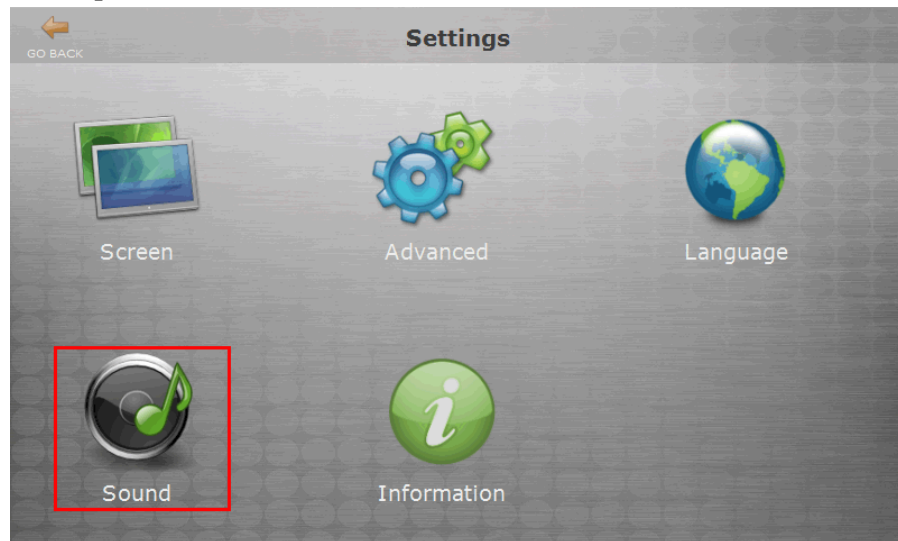 Settings
GO BACK
Screen
Advanced
Language
Sound
Information